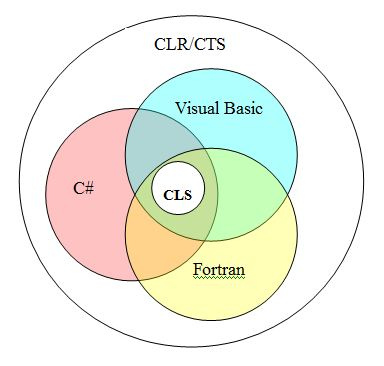 CLR/CTS
Visual Basic
C#
CLS
Fortran